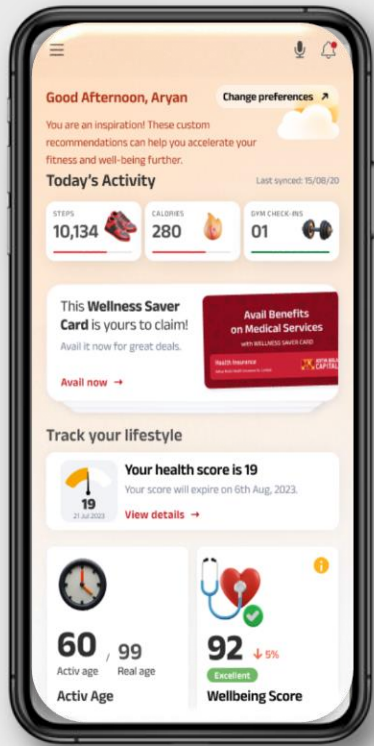 Good Afternoon, Aryan
Change preferences ↗
You are an inspiration! These custom
recommendations can help you accelerate your
fitness and well-being further.
Today's Activity
Last synced: 15/08/20
STEPS
10,134
CALORIES
280
GYM CHECK-INS
01
This Wellness Saver
Card is yours to claim!
Avail it now for great deals.
Avail now →
Avail Benefits
on Medical Services
with WELLNESS SAVER CARD
Health Insurance
CAPITAL
Track your lifestyle
19
21 Jul 2023
Your health score is 19
Your score will expire on 6th Aug, 2023.
View details →
60 / 99
Activ age Real age
Activ Age
92 ↓ 5%
Excellent
Wellbeing Score